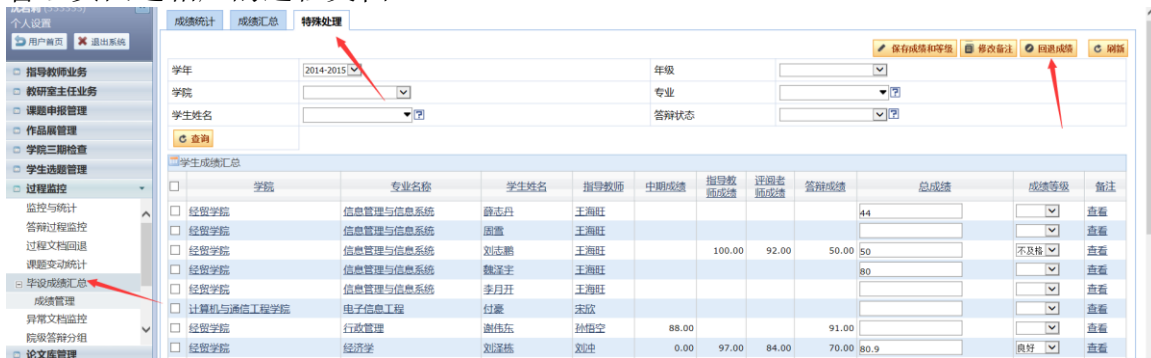 成绩统计 成绩汇总 特殊处理
个人设置
用户首页 退出系统
保存成绩和等级 修改备注 回退成绩 刷新
指导教师业务
教研室主任业务
课题申报管理
作品展管理
学院三期检查
学生选题管理
过程监控
监控与统计
答辩过程监控
过程文档回退
课题变动统计
毕设成绩汇总
成绩管理
异常文档监控
院级答辩分组
论文库管理
学年 2014-2015 年级
学院 专业
学生姓名 答辩状态
查询
学生成绩汇总
学院 专业名称 学生姓名 指导教师 中期成绩 指导教师成绩 评阅老师成绩 答辩成绩 总成绩 成绩等级 备注
经贸学院 信息管理与信息系统 薛志丹 王海旺 44 查看
经贸学院 信息管理与信息系统 周雪 王海旺 查看
经贸学院 信息管理与信息系统 刘志鹏 王海旺 100.00 92.00 50.00 50 不及格 查看
经贸学院 信息管理与信息系统 魏泽宇 王海旺 80 查看
经贸学院 信息管理与信息系统 李月开 王海旺 查看
计算机与通信工程学院 电子信息工程 付豪 宋欣 查看
经贸学院 行政管理 谢伟东 孙悟空 88.00 91.00 查看
经贸学院 经济学 刘泽栋 刘冲 0.00 97.00 84.00 70.00 80.9 良好 查看